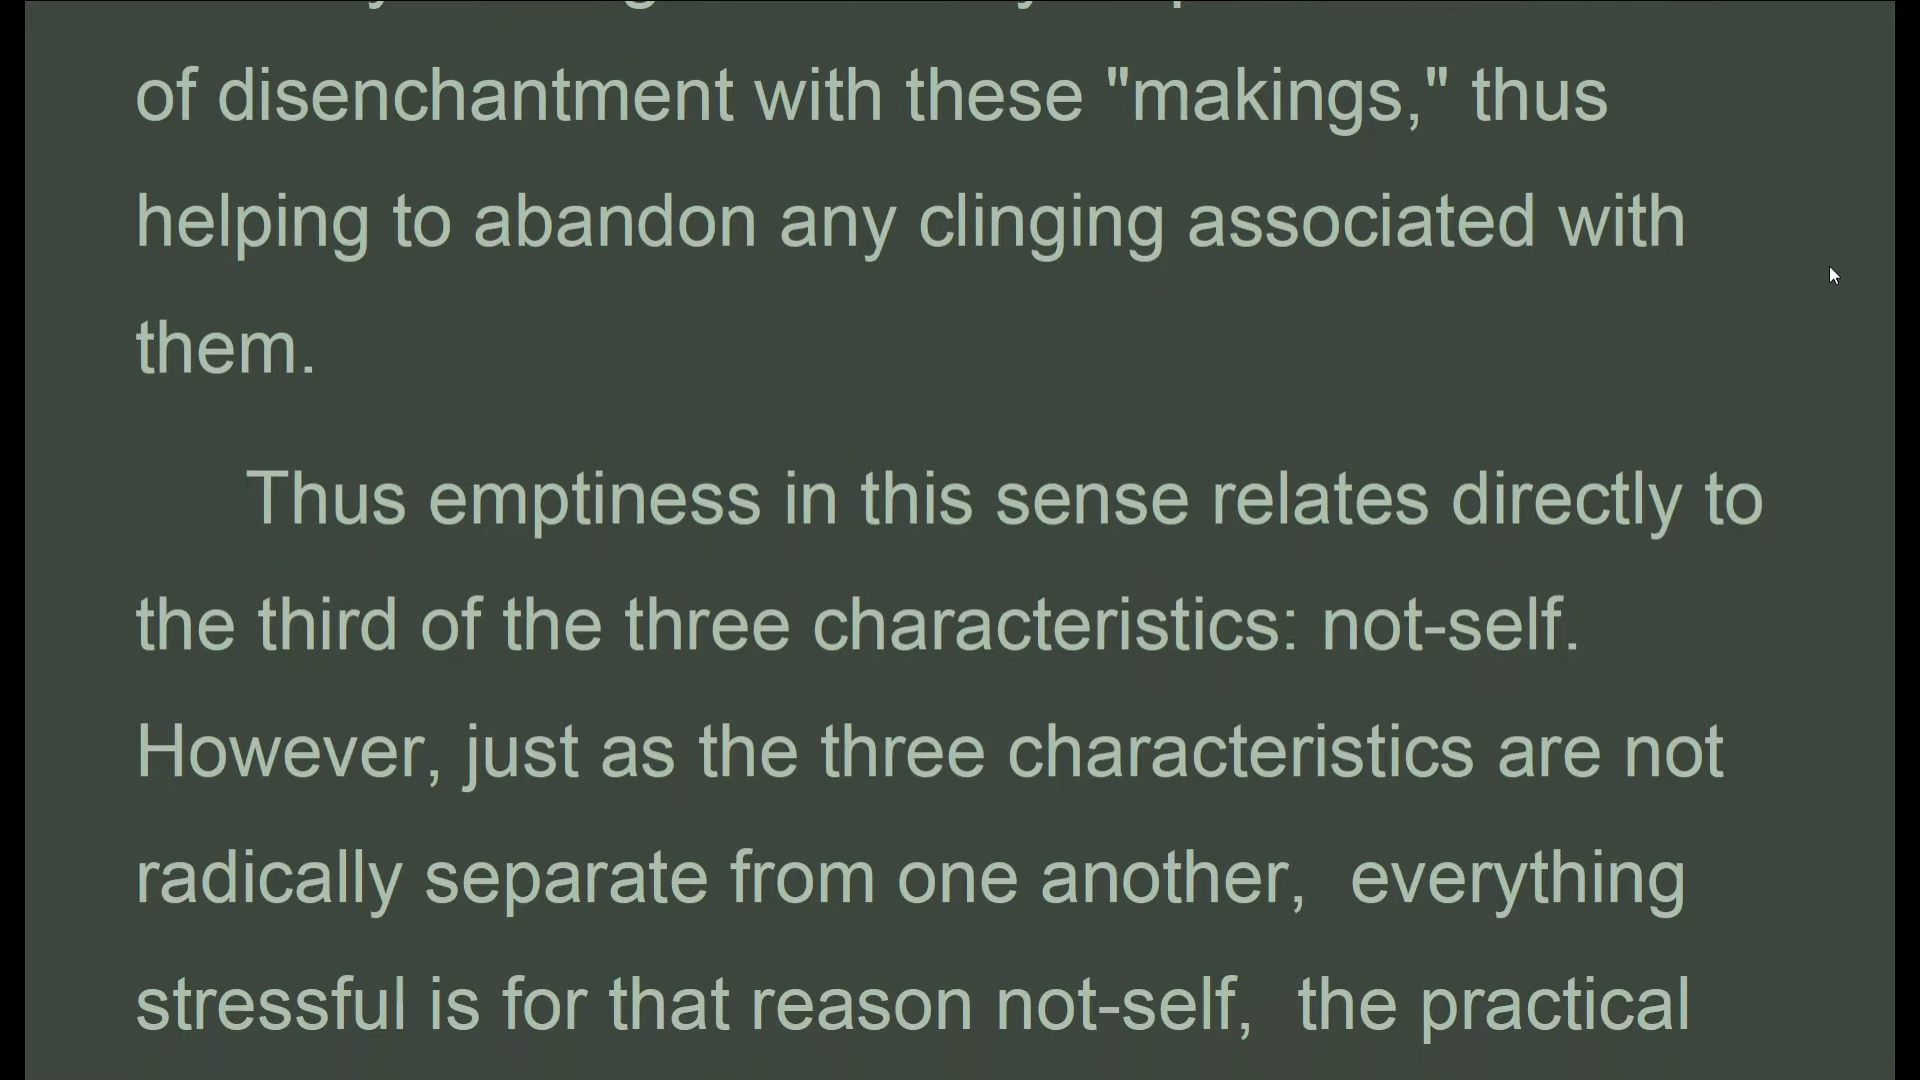 of disenchantment with these "makings," thus
helping to abandon any clinging associated with
them.
Thus emptiness in this sense relates directly to
the third of the three characteristics: not-self.
However, just as the three characteristics are not
radically separate from one another,  everything
stressful is for that reason not-self,  the practical